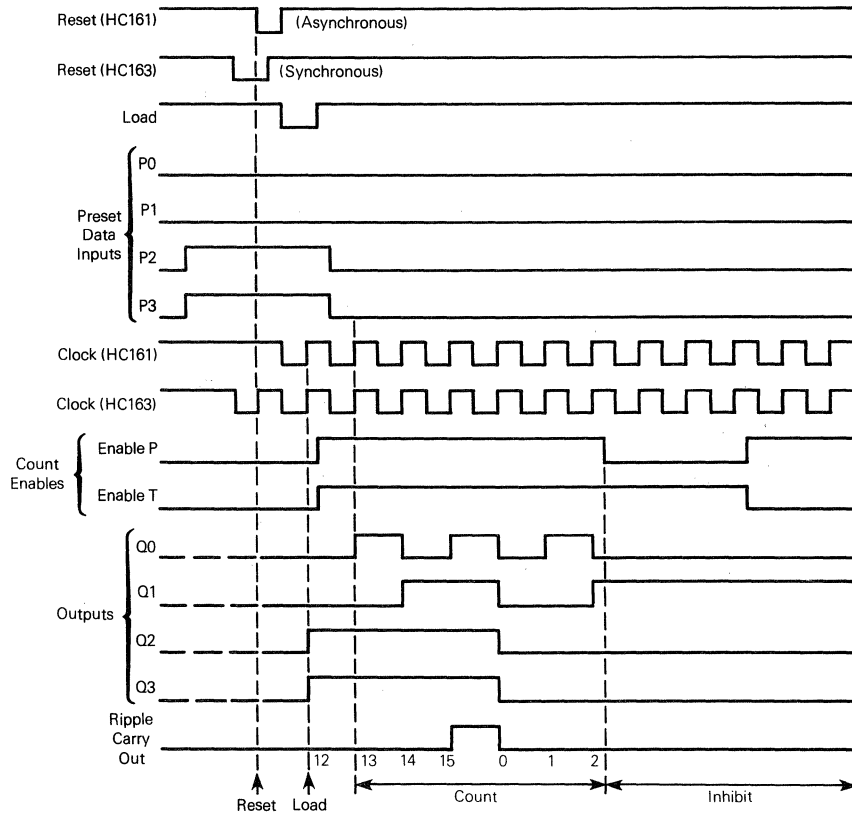 Reset (HC161)
(Asynchronous)
Reset (HC163)
(Synchronous)
Load
Preset
Data
Inputs
P0
P1
P2
P3
Clock (HC161)
Clock (HC163)
Count
Enables
Enable P
Enable T
Outputs
Q0
Q1
Q2
Q3
Ripple
Carry
Out
12 13 14 15 0 1 2
Reset Load Count Inhibit